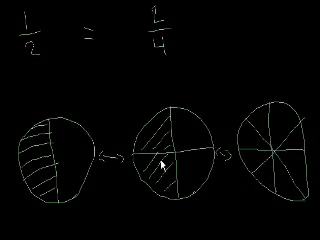 1/2 = 2/4